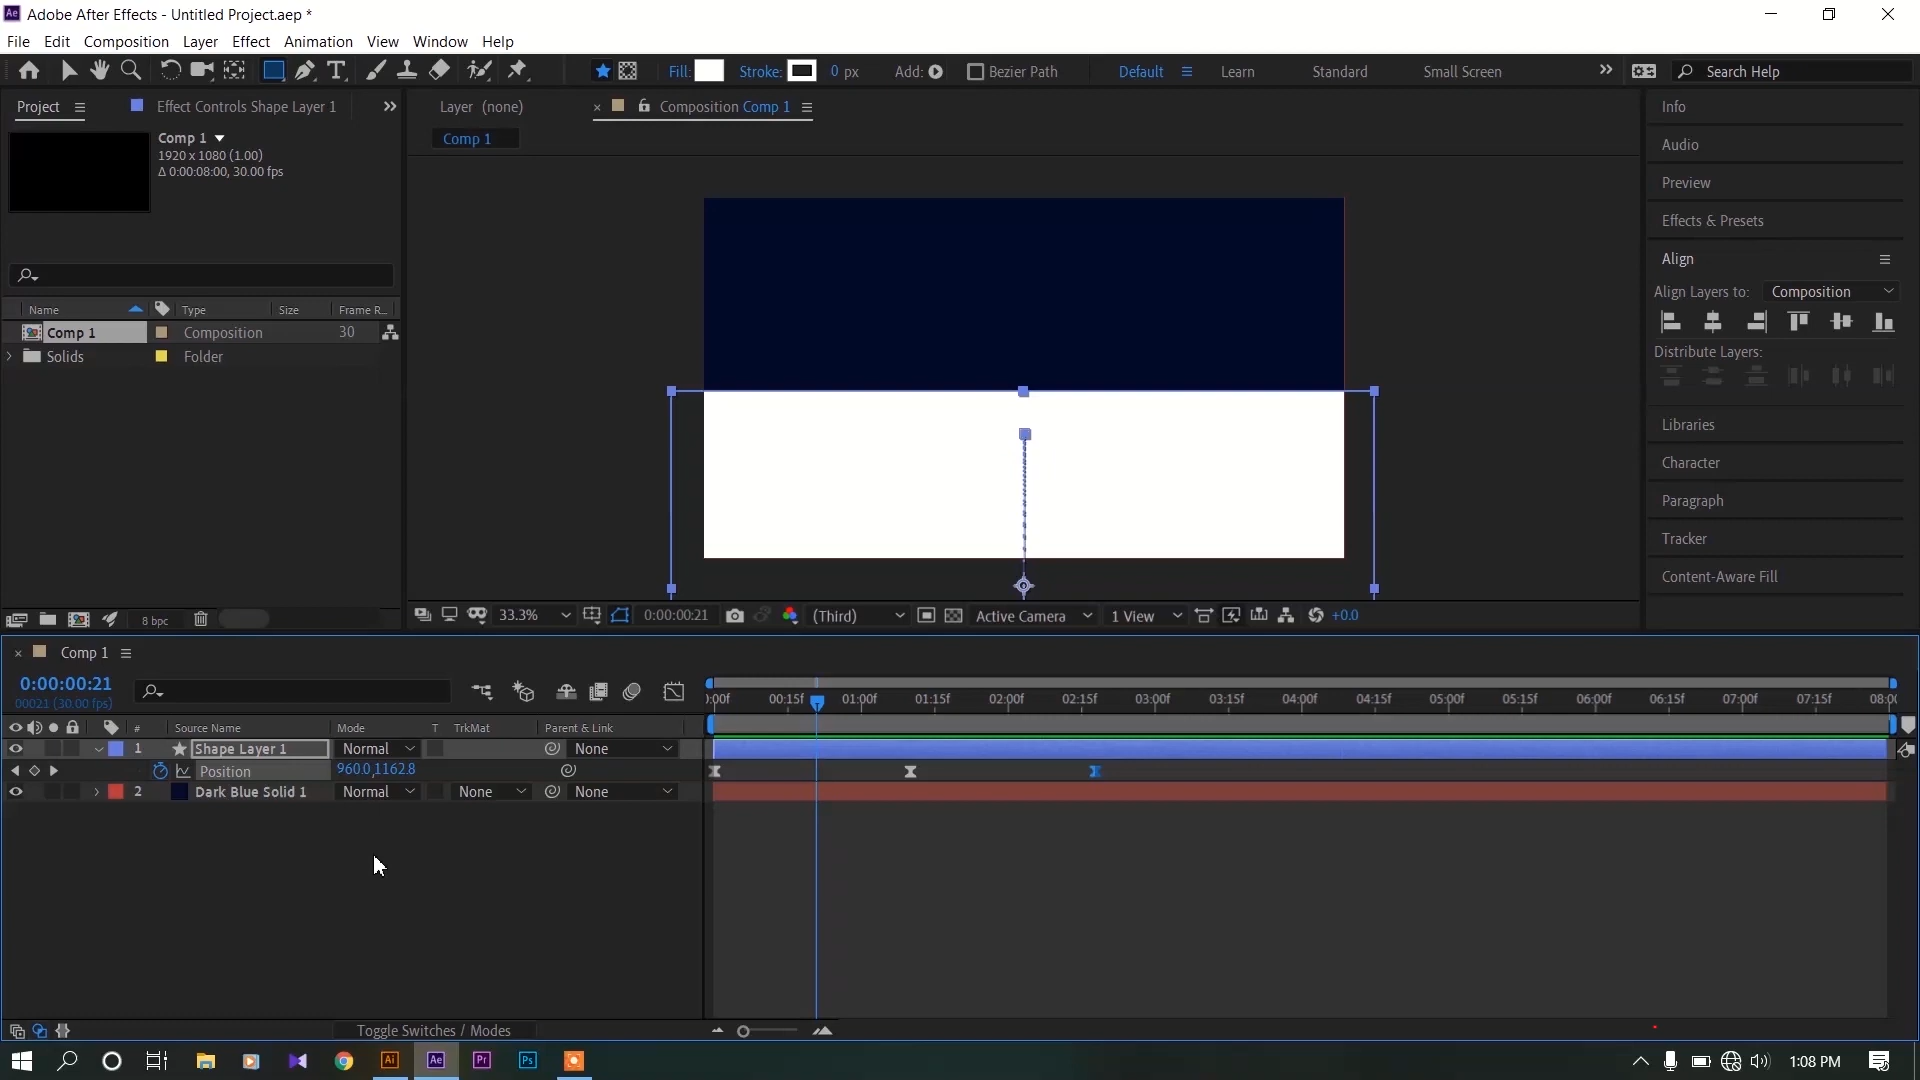 Adobe After Effects - Untitled Project.aep *
File Edit Composition Layer Effect Animation View Window Help
Fill: Stroke: 0 px Add: Bezier Path Default Learn Standard Small Screen Search Help
Project Effect Controls Shape Layer 1
Layer (none) Composition Comp 1
Comp 1
Comp 1
1920 x 1080 (1.00)
Δ 0:00:08:00, 30.00 fps
Name Type Size Frame R...
Comp 1 Composition 30
Solids Folder
8 bpc
33.3% 0:00:00:21 (Third) Active Camera 1 View +0.0
Info
Audio
Preview
Effects & Presets
Align
Align Layers to: Composition
Distribute Layers:
Libraries
Character
Paragraph
Tracker
Content-Aware Fill
Comp 1
0:00:00:21
00021 (30.00 fps)
:00f 00:15f 01:00f 01:15f 02:00f 02:15f 03:00f 03:15f 04:00f 04:15f 05:00f 05:15f 06:00f 06:15f 07:00f 07:15f 08:0
# Source Name Mode T TrkMat Parent & Link
1 Shape Layer 1 Normal None
Position 960.0,1162.8
2 Dark Blue Solid 1 Normal None None
Toggle Switches / Modes
Ai Ae Pr Ps 1:08 PM